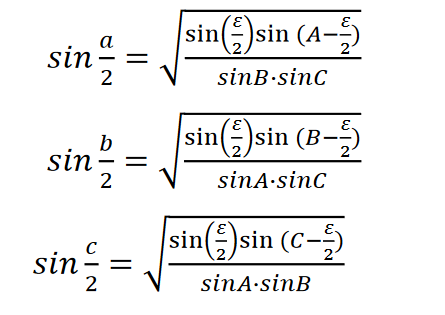 sin a/2 = √(sin(ε/2)sin (A−ε/2) / sinB·sinC)
sin b/2 = √(sin(ε/2)sin (B−ε/2) / sinA·sinC)
sin c/2 = √(sin(ε/2)sin (C−ε/2) / sinA·sinB)